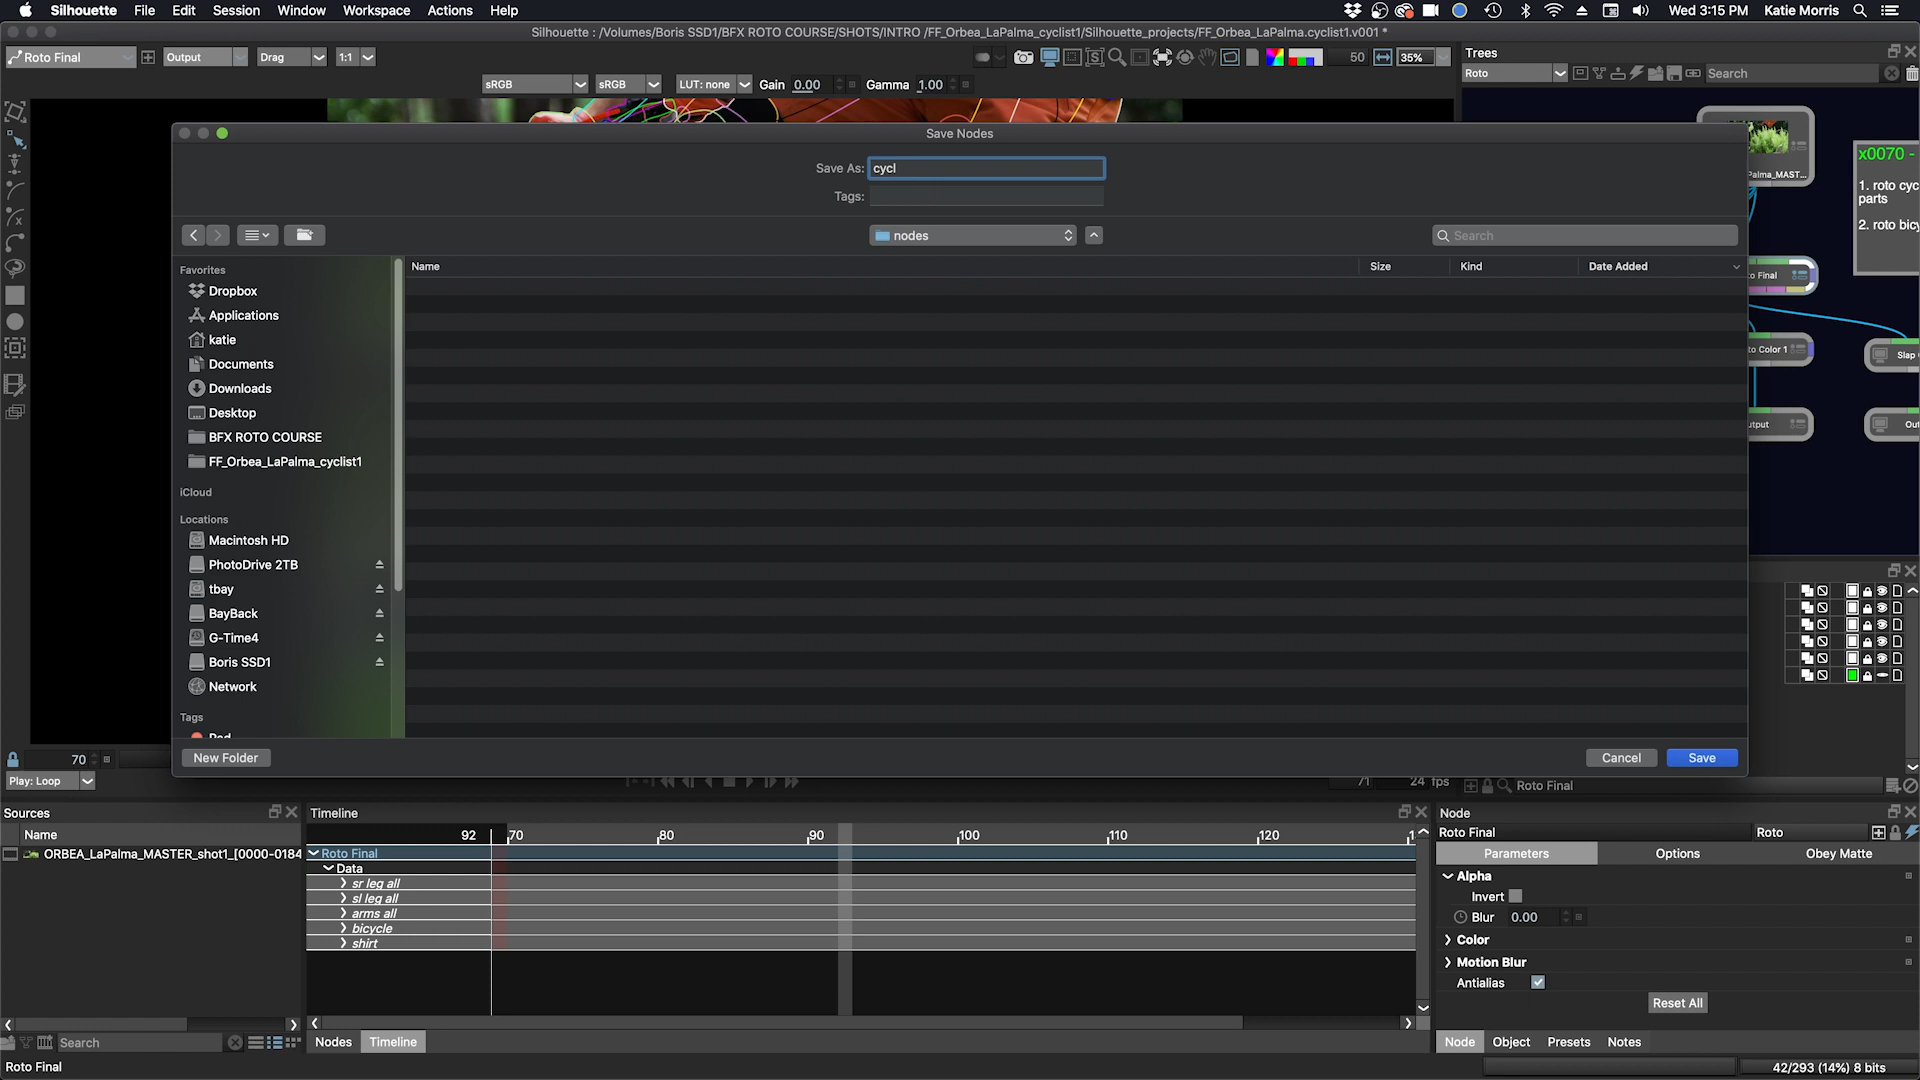 Silhouette File Edit Session Window Workspace Actions Help Wed 3:15 PM Katie Morris
Silhouette : /Volumes/Boris SSD1/BFX ROTO COURSE/SHOTS/INTRO /FF_Orbea_LaPalma_cyclist1/Silhouette_projects/FF_Orbea_LaPalma.cyclist1.v001 *
Roto Final Output Drag 1:1 50 35%
sRGB sRGB LUT: none Gain 0.00 Gamma 1.00
Trees
Roto Search
Save Nodes
Save As: cycl
Tags:
nodes
Search
Favorites
Dropbox
Applications
katie
Documents
Downloads
Desktop
BFX ROTO COURSE
FF_Orbea_LaPalma_cyclist1
iCloud
Locations
Macintosh HD
PhotoDrive 2TB
tbay
BayBack
G-Time4
Boris SSD1
Network
Tags
Name Size Kind Date Added
New Folder Cancel Save
Palma_MAST...
x0070 -
1. roto cyc
parts
2. roto bicy
o Final
to Color 1
Slap
utput
Out
70
Play: Loop
71 24 fps
Roto Final
Sources
Name
ORBEA_LaPalma_MASTER_shot1_[0000-0184
Search
Timeline
92 70 80 90 100 110 120 1
Roto Final
Data
sr leg all
sl leg all
arms all
bicycle
shirt
Nodes Timeline
Node
Roto Final Roto
Parameters Options Obey Matte
Alpha
Invert
Blur 0.00
Color
Motion Blur
Antialias
Reset All
Node Object Presets Notes
Roto Final
42/293 (14%) 8 bits